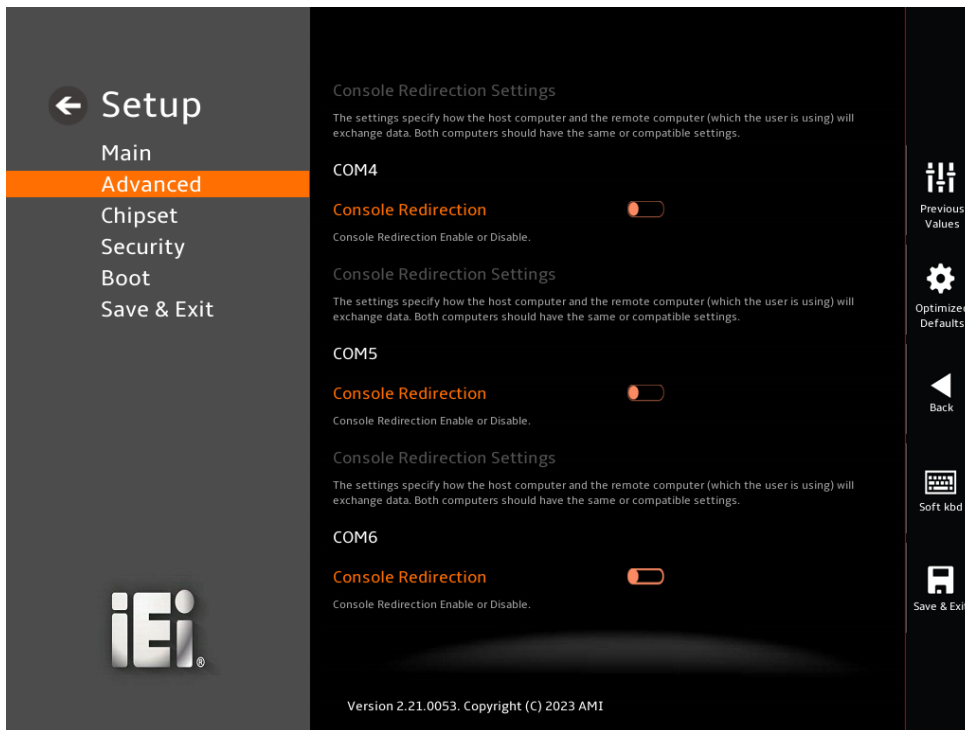 Setup
Main
Advanced
Chipset
Security
Boot
Save & Exit
Console Redirection Settings
The settings specify how the host computer and the remote computer (which the user is using) will
exchange data. Both computers should have the same or compatible settings.
COM4
Console Redirection
Console Redirection Enable or Disable.
Console Redirection Settings
The settings specify how the host computer and the remote computer (which the user is using) will
exchange data. Both computers should have the same or compatible settings.
COM5
Console Redirection
Console Redirection Enable or Disable.
Console Redirection Settings
The settings specify how the host computer and the remote computer (which the user is using) will
exchange data. Both computers should have the same or compatible settings.
COM6
Console Redirection
Console Redirection Enable or Disable.
Version 2.21.0053. Copyright (C) 2023 AMI
Previous
Values
Optimized
Defaults
Back
Soft kbd
Save & Exi
iEi®